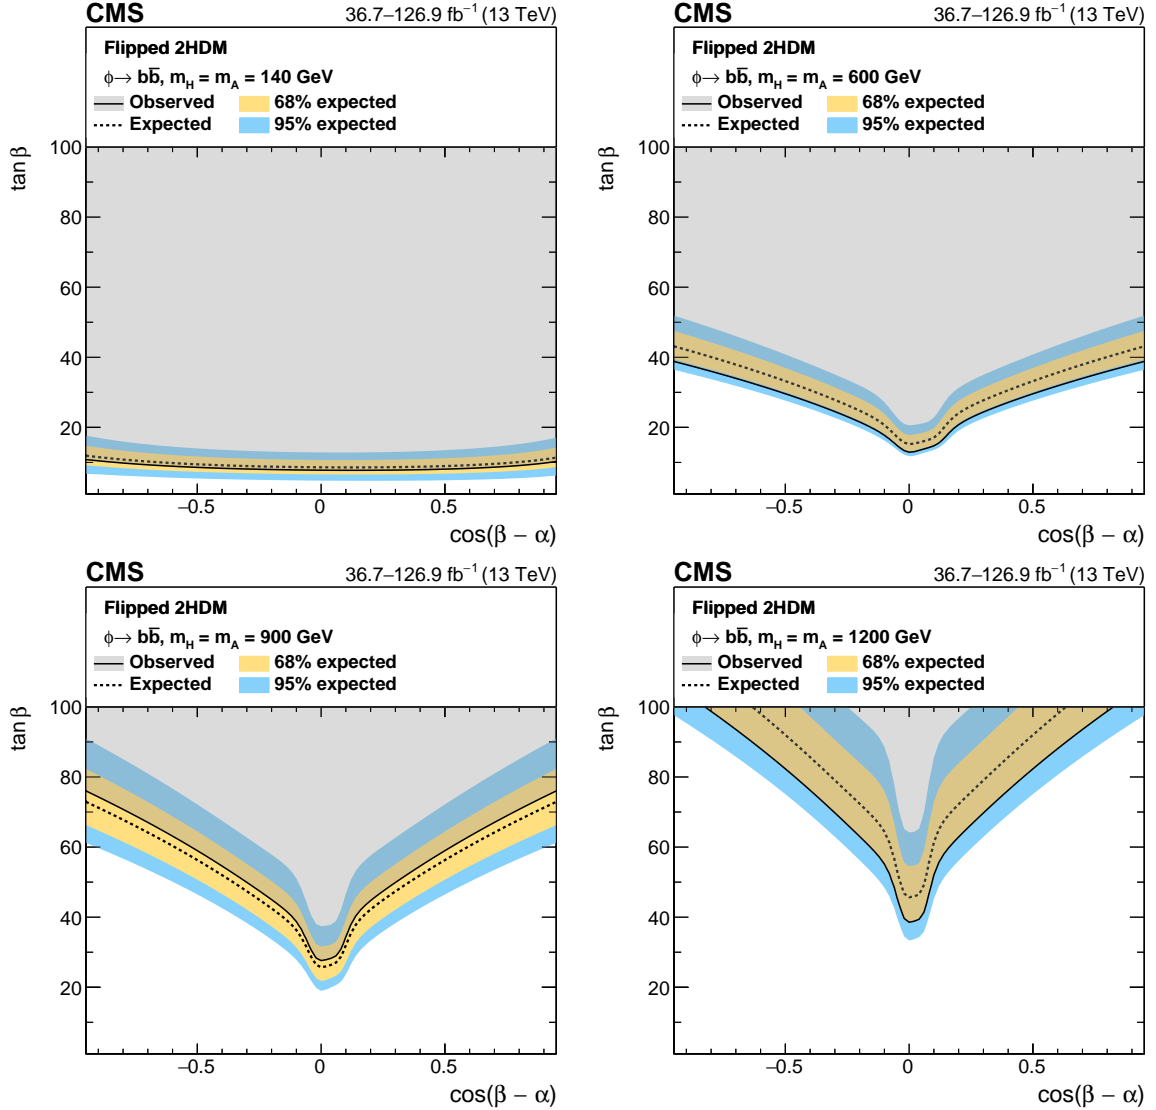 CMS 36.7–126.9 fb⁻¹ (13 TeV)
Flipped 2HDM
ϕ→ bb̅, m_H = m_A = 140 GeV
Observed 68% expected
Expected 95% expected
tan β
100
80
60
40
20
−0.5 0 0.5
cos(β − α)
CMS 36.7–126.9 fb⁻¹ (13 TeV)
Flipped 2HDM
ϕ→ bb̅, m_H = m_A = 600 GeV
Observed 68% expected
Expected 95% expected
tan β
100
80
60
40
20
−0.5 0 0.5
cos(β − α)
CMS 36.7–126.9 fb⁻¹ (13 TeV)
Flipped 2HDM
ϕ→ bb̅, m_H = m_A = 900 GeV
Observed 68% expected
Expected 95% expected
tan β
100
80
60
40
20
−0.5 0 0.5
cos(β − α)
CMS 36.7–126.9 fb⁻¹ (13 TeV)
Flipped 2HDM
ϕ→ bb̅, m_H = m_A = 1200 GeV
Observed 68% expected
Expected 95% expected
tan β
100
80
60
40
20
−0.5 0 0.5
cos(β − α)